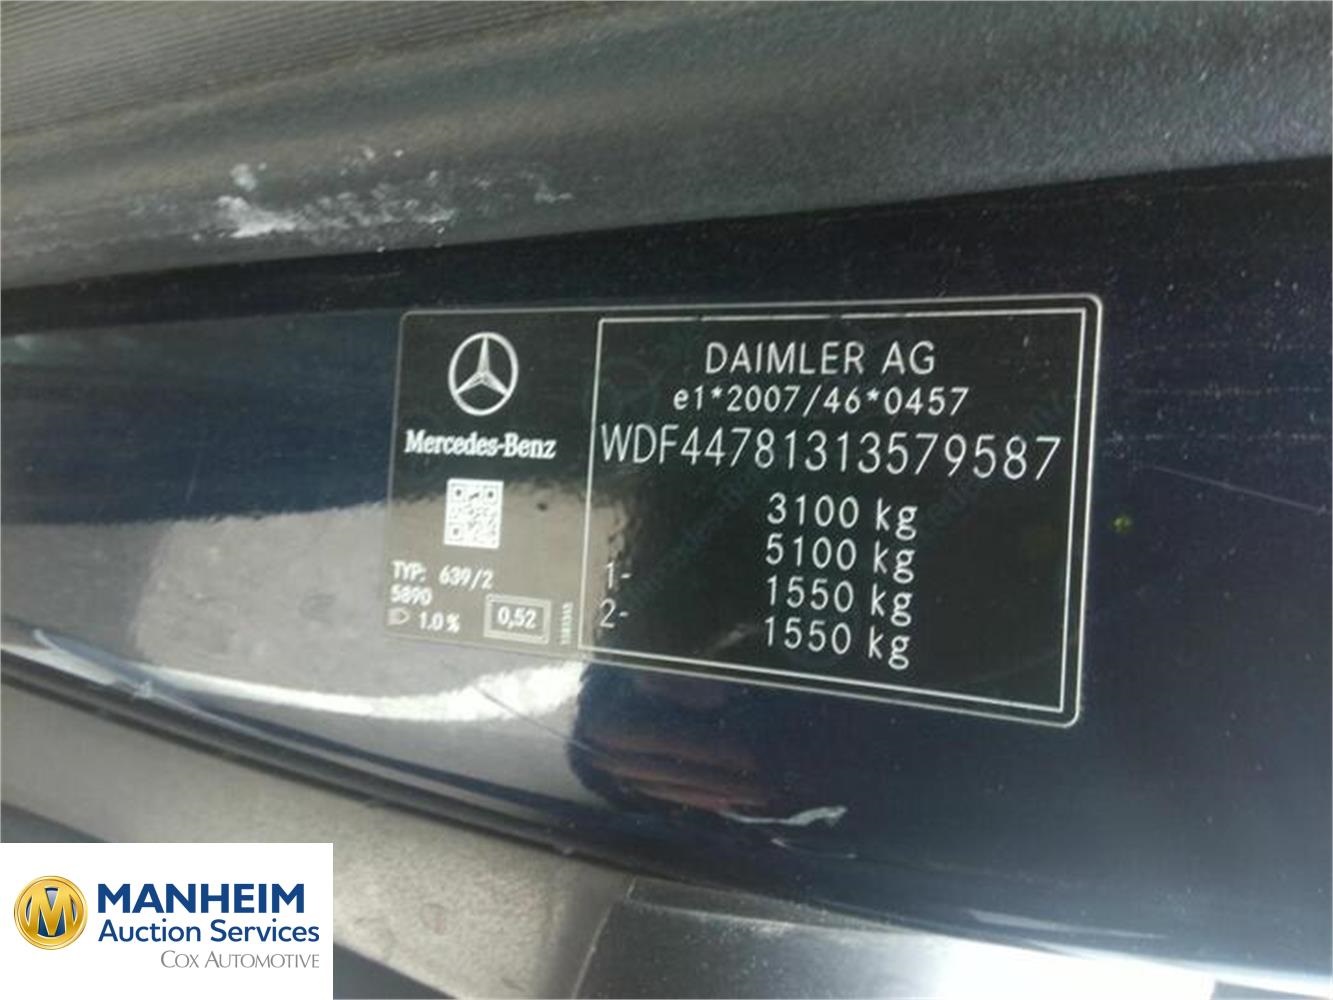 Mercedes-Benz
TYP: 639/2
5890
1.0 %
0,52
DAIMLER AG
e1*2007/46*0457
WDF44781313579587
3100 kg
5100 kg
1- 1550 kg
2- 1550 kg
MANHEIM
Auction Services
COX AUTOMOTIVE